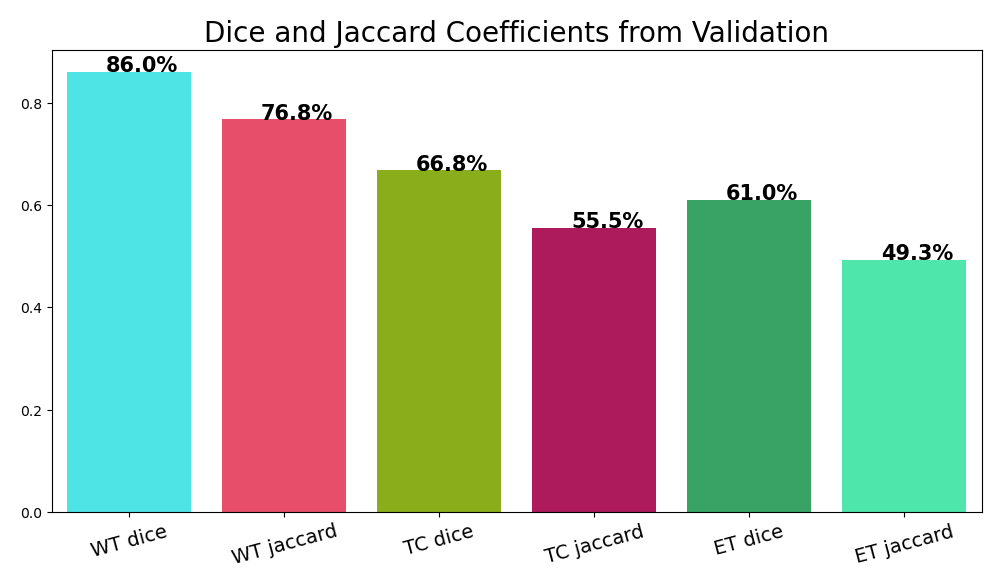 Dice and Jaccard Coefficients from Validation
86.0%
76.8%
66.8%
55.5%
61.0%
49.3%
0.8
0.6
0.4
0.2
0.0
WT dice
WT jaccard
TC dice
TC jaccard
ET dice
ET jaccard